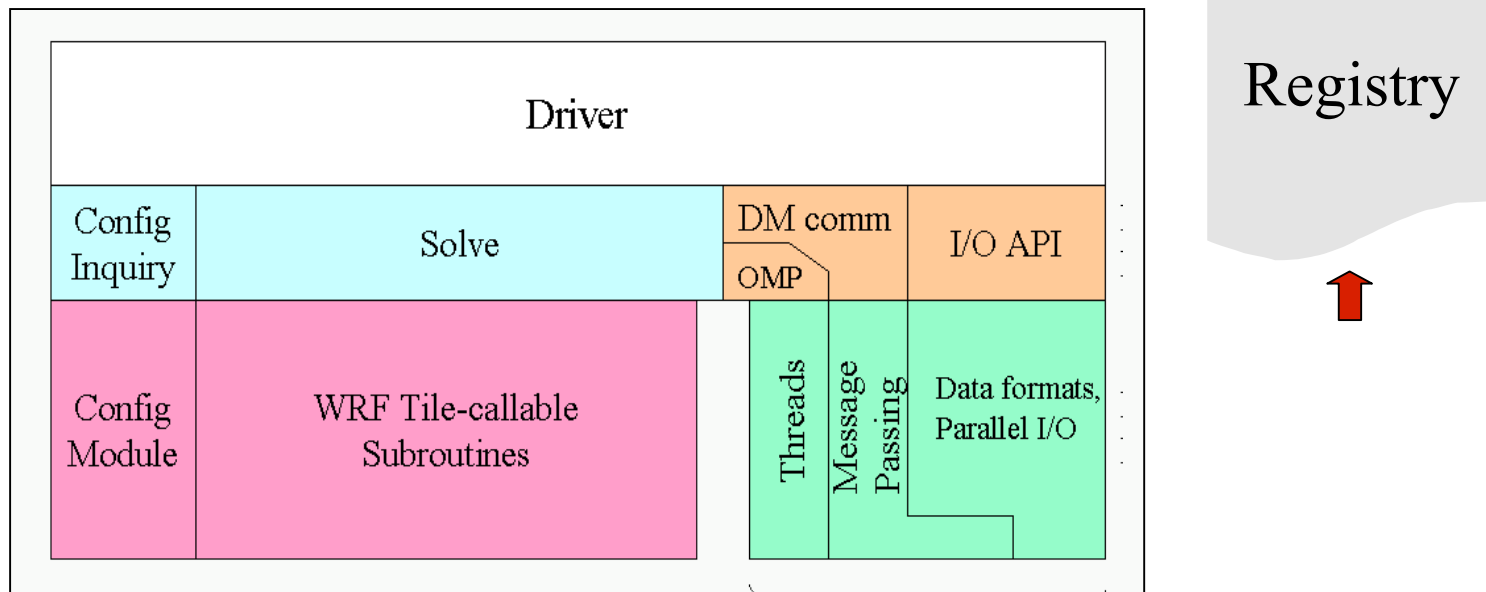 Registry
Driver
Config
Inquiry
Solve
DM comm
OMP
I/O API
Config
Module
WRF Tile-callable
Subroutines
Threads
Message
Passing
Data formats,
Parallel I/O